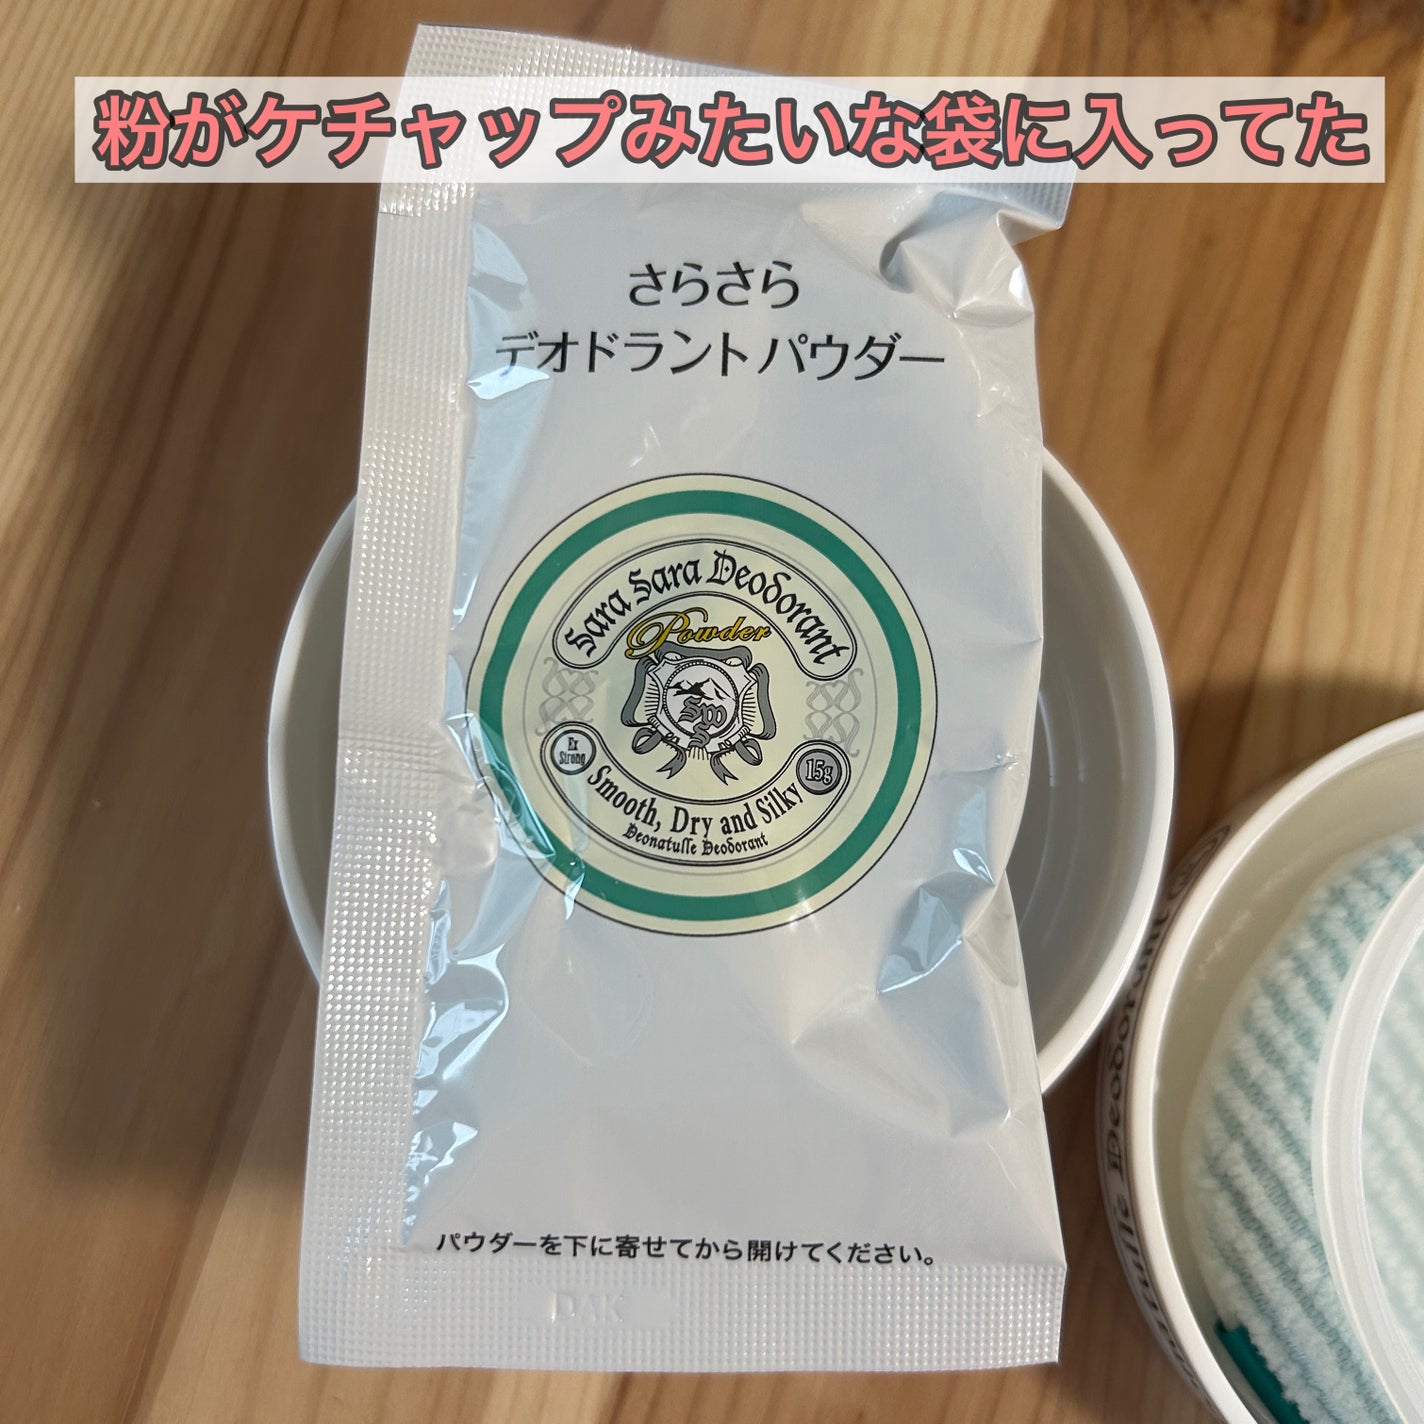 粉がケチャップみたいな袋に入ってた
さらさら
デオドラントパウダー
Sara Sara Deodorant
Powder
Ex
Strong
15g
Smooth, Dry and Silky
Deonatulle Deodorant
パウダーを下に寄せてから開けてください。